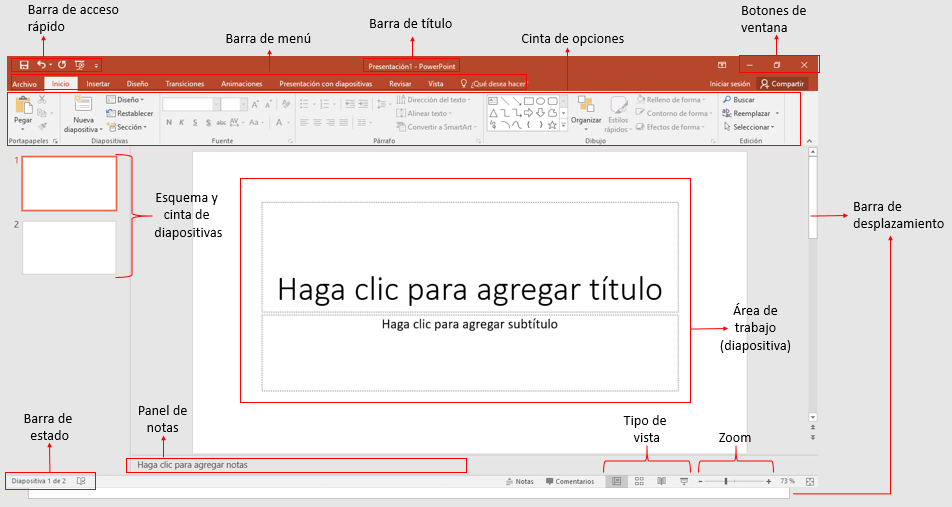 Barra de acceso
rápido
Barra de menú
Barra de título
Cinta de opciones
Botones de
ventana
Presentación1 - PowerPoint
Archivo Inicio Insertar Diseño Transiciones Animaciones Presentación con diapositivas Revisar Vista ¿Qué desea hacer? Iniciar sesión Compartir
Pegar
Nueva
diapositiva
Diseño
Restablecer
Sección
N K S S abc AV Aa A
Dirección del texto
Alinear texto
Convertir a SmartArt
Organizar
Estilos
rápidos
Relleno de forma
Contorno de forma
Efectos de forma
Buscar
Reemplazar
Seleccionar
Portapapeles Diapositivas Fuente Párrafo Dibujo Edición
1
2
Esquema y
cinta de
diapositivas
Haga clic para agregar título
Haga clic para agregar subtítulo
Barra de
desplazamiento
Área de
trabajo
(diapositiva)
Barra de
estado
Panel de
notas
Tipo de
vista
Zoom
Haga clic para agregar notas
Diapositiva 1 de 2
Notas Comentarios
73 %